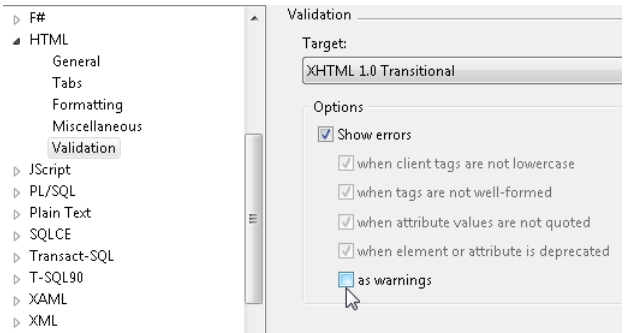 F#
HTML
General
Tabs
Formatting
Miscellaneous
Validation
JScript
PL/SQL
Plain Text
SQLCE
Transact-SQL
T-SQL90
XAML
XML
Validation
Target:
XHTML 1.0 Transitional
Options
Show errors
when client tags are not lowercase
when tags are not well-formed
when attribute values are not quoted
when element or attribute is deprecated
as warnings